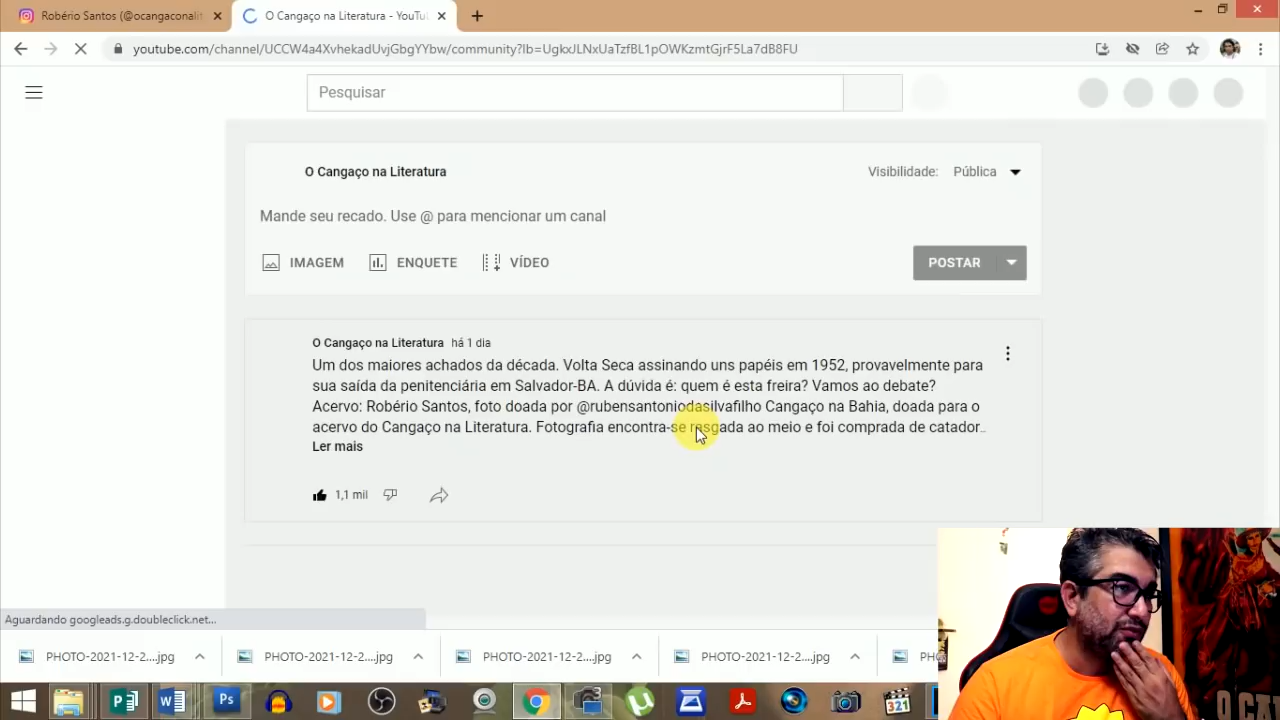 Robério Santos (@ocangaconalit
O Cangaço na Literatura - YouTu
youtube.com/channel/UCCW4a4XvhekadUvjGbgYYbw/community?lb=UgkxJLNxUaTzfBL1pOWKzmtGjrF5La7dB8FU
Pesquisar
O Cangaço na Literatura
Visibilidade: Pública
Mande seu recado. Use @ para mencionar um canal
IMAGEM ENQUETE VÍDEO POSTAR
O Cangaço na Literatura há 1 dia
Um dos maiores achados da década. Volta Seca assinando uns papéis em 1952, provavelmente para
sua saída da penitenciária em Salvador-BA. A dúvida é: quem é esta freira? Vamos ao debate?
Acervo: Robério Santos, foto doada por @rubensantoniodasilvafilho Cangaço na Bahia, doada para o
acervo do Cangaço na Literatura. Fotografia encontra-se rasgada ao meio e foi comprada de catador...
Ler mais
1,1 mil
Aguardando googleads.g.doubleclick.net...
PHOTO-2021-12-2....jpg PHOTO-2021-12-2....jpg PHOTO-2021-12-2....jpg PHOTO-2021-12-2....jpg
321